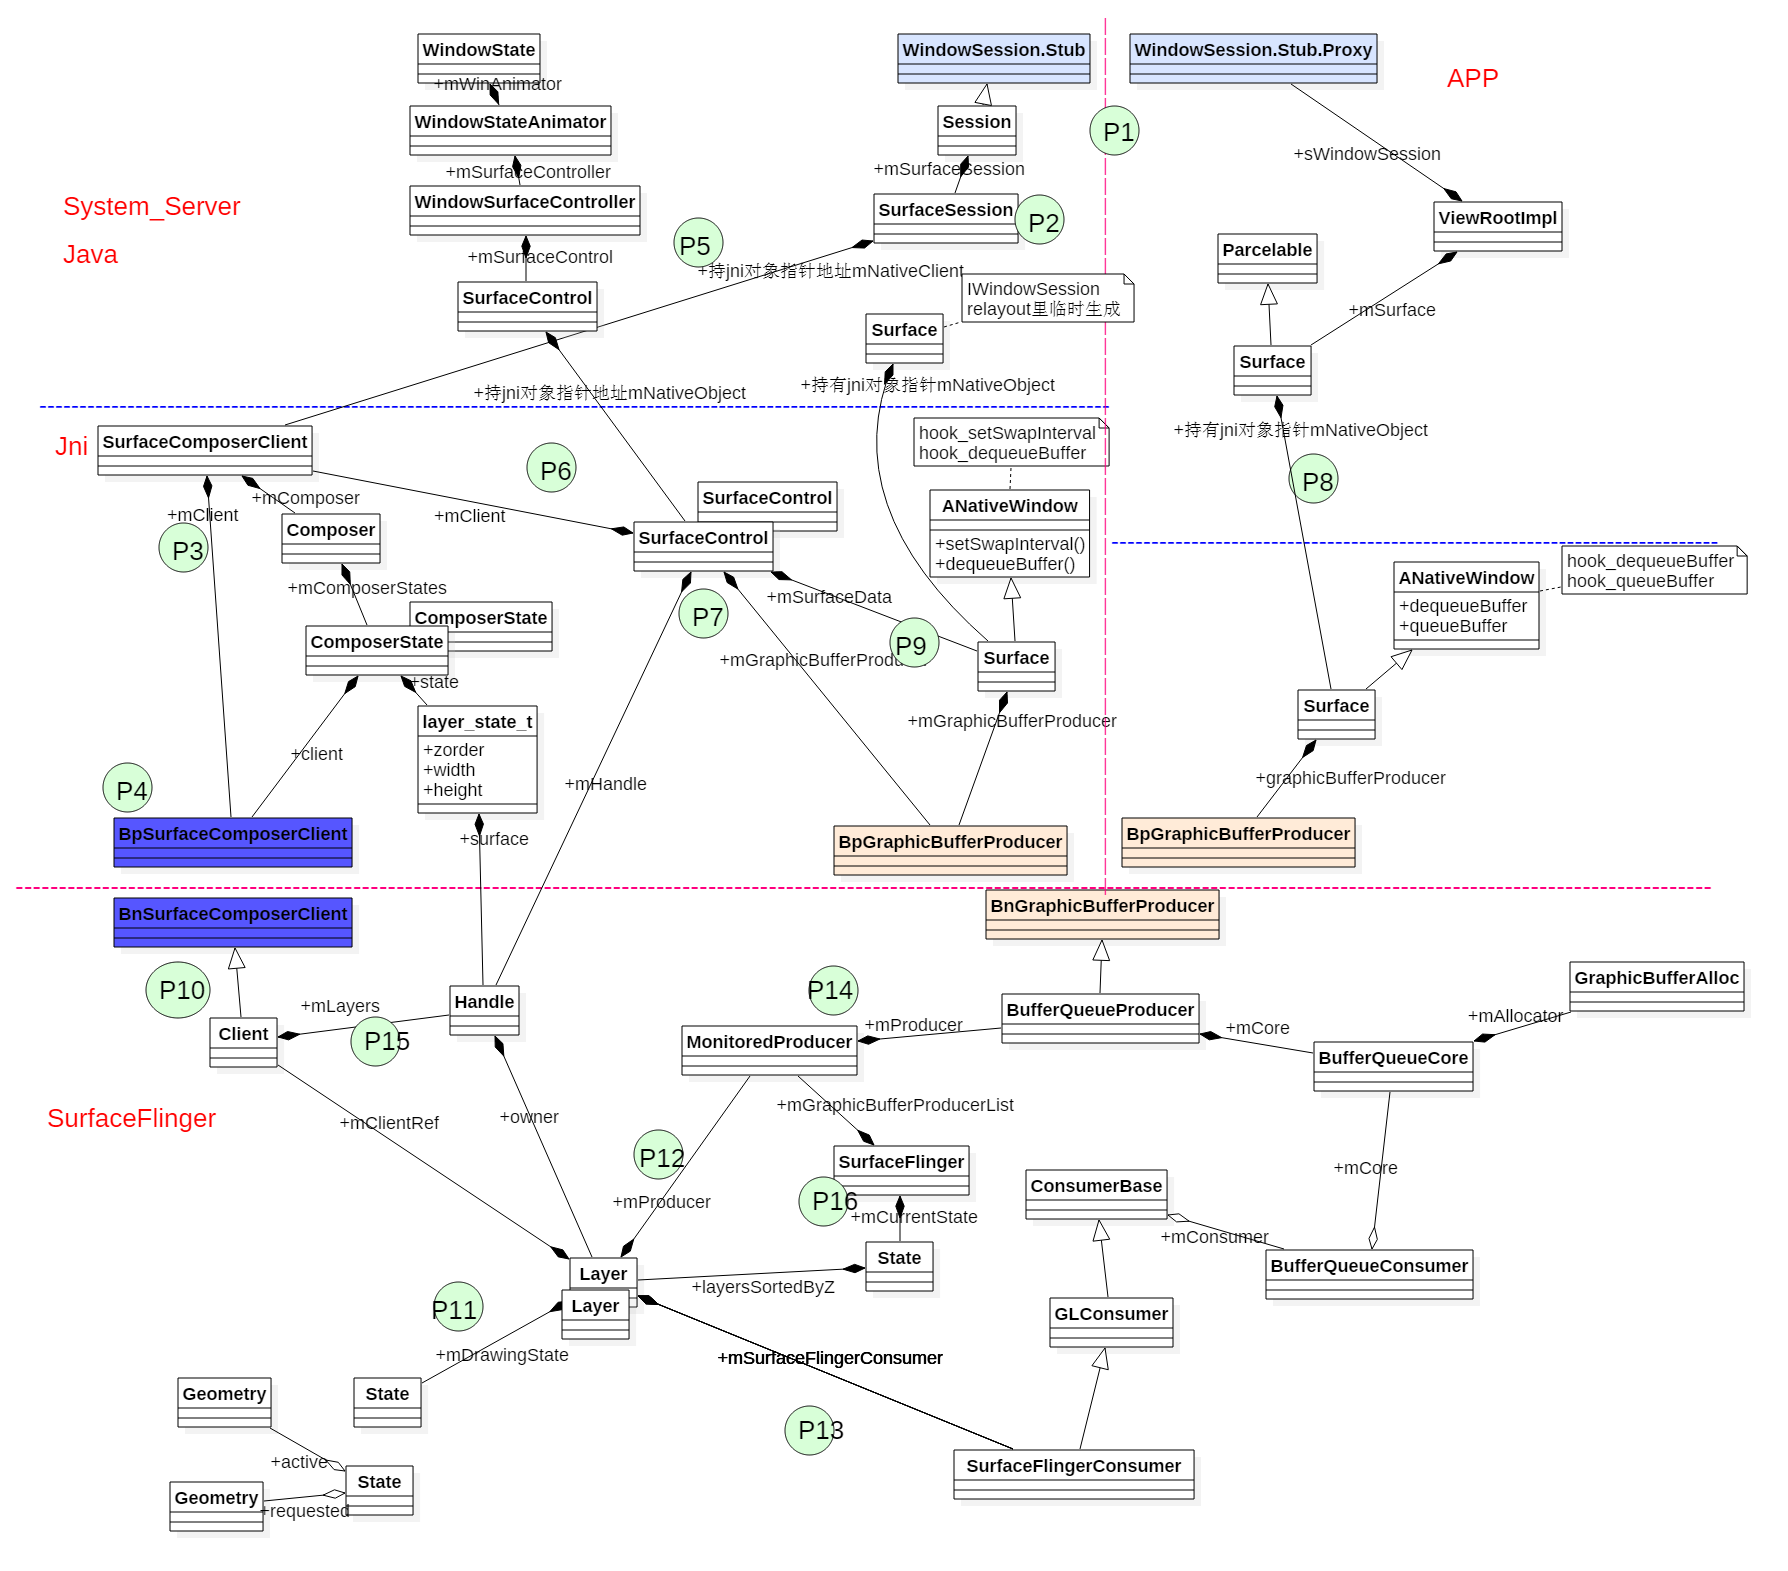 WindowState
+mWinAnimator
WindowStateAnimator
+mSurfaceController
WindowSurfaceController
+mSurfaceControl
SurfaceControl
System_Server
Java
WindowSession.Stub
Session
+mSurfaceSession
SurfaceSession
P2
P5
+持jni对象指针地址mNativeClient
IWindowSession
relayout里临时生成
Surface
+持jni对象指针地址mNativeObject
+持有jni对象指针mNativeObject
P1
WindowSession.Stub.Proxy
APP
+sWindowSession
ViewRootImpl
Parcelable
+mSurface
Surface
+持有jni对象指针mNativeObject
P8
Jni
SurfaceComposerClient
+mClient
+mComposer
P3
Composer
+mComposerStates
ComposerState
ComposerState
+state
layer_state_t
+zorder
+width
+height
+client
+surface
P4
BpSurfaceComposerClient
P6
+mClient
SurfaceControl
SurfaceControl
P7
+mSurfaceData
+mGraphicBufferProdu
P9
+mHandle
hook_setSwapInterval
hook_dequeueBuffer
ANativeWindow
+setSwapInterval()
+dequeueBuffer()
Surface
+mGraphicBufferProducer
BpGraphicBufferProducer
hook_dequeueBuffer
hook_queueBuffer
ANativeWindow
+dequeueBuffer
+queueBuffer
Surface
+graphicBufferProducer
BpGraphicBufferProducer
BnSurfaceComposerClient
BnGraphicBufferProducer
P10
Client
+mLayers
P15
Handle
+mClientRef
+owner
SurfaceFlinger
P14
MonitoredProducer
+mProducer
BufferQueueProducer
+mCore
BufferQueueCore
+mAllocator
GraphicBufferAlloc
+mGraphicBufferProducerList
P12
+mProducer
SurfaceFlinger
P16
+mCurrentState
State
+layersSortedByZ
ConsumerBase
+mConsumer
+mCore
BufferQueueConsumer
GLConsumer
Layer
Layer
P11
+mDrawingState
+mSurfaceFlingerConsumer
State
Geometry
+active
State
Geometry
+requested
P13
SurfaceFlingerConsumer